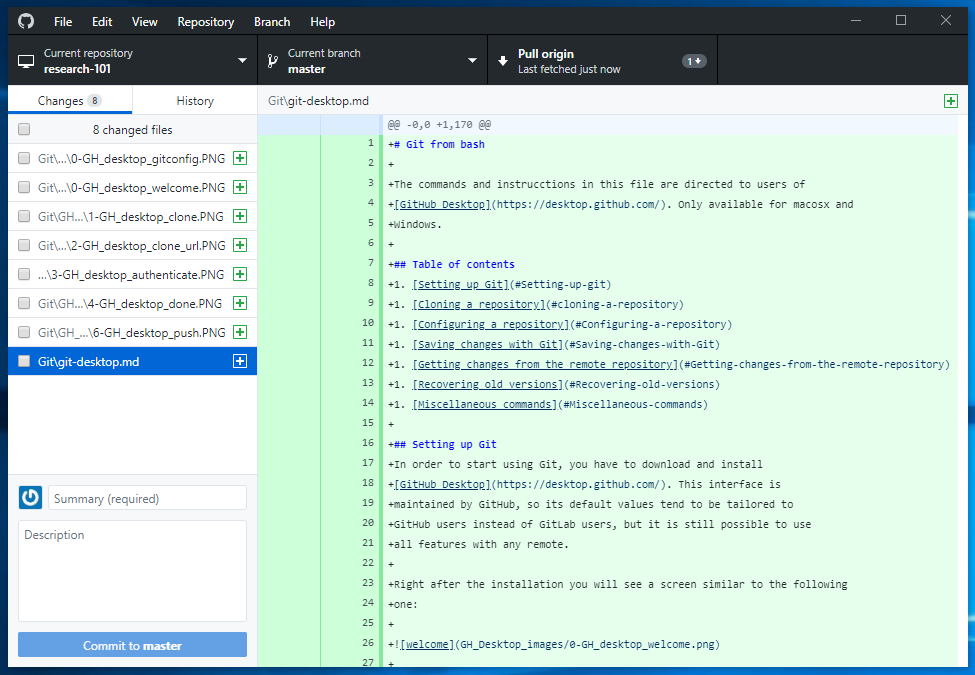 File Edit View Repository Branch Help
Current repository
research-101
Current branch
master
Pull origin
Last fetched just now
1
Changes 8
History
8 changed files
Git\...\0-GH_desktop_gitconfig.PNG
Git\...\0-GH_desktop_welcome.PNG
Git\GH...\1-GH_desktop_clone.PNG
Git\...\2-GH_desktop_clone_url.PNG
...\3-GH_desktop_authenticate.PNG
Git\GH...\4-GH_desktop_done.PNG
Git\GH_...\6-GH_desktop_push.PNG
Git\git-desktop.md
Summary (required)
Description
Commit to master
Git\git-desktop.md
@@ -0,0 +1,170 @@
1 +# Git from bash
2 +
3 +The commands and instrucctions in this file are directed to users of
4 +[GitHub Desktop](https://desktop.github.com/). Only available for macosx and
5 +Windows.
6 +
7 +## Table of contents
8 +1. [Setting up Git](#Setting-up-git)
9 +1. [Cloning a repository](#cloning-a-repository)
10 +1. [Configuring a repository](#Configuring-a-repository)
11 +1. [Saving changes with Git](#Saving-changes-with-Git)
12 +1. [Getting changes from the remote repository](#Getting-changes-from-the-remote-repository)
13 +1. [Recovering old versions](#Recovering-old-versions)
14 +1. [Miscellaneous commands](#Miscellaneous-commands)
15 +
16 +## Setting up Git
17 +In order to start using Git, you have to download and install
18 +[GitHub Desktop](https://desktop.github.com/). This interface is
19 +maintained by GitHub, so its default values tend to be tailored to
20 +GitHub users instead of GitLab users, but it is still possible to use
21 +all features with any remote.
22 +
23 +Right after the installation you will see a screen similar to the following
24 +one:
25 +
26 +![welcome](GH_Desktop_images/0-GH_desktop_welcome.png)
27 +